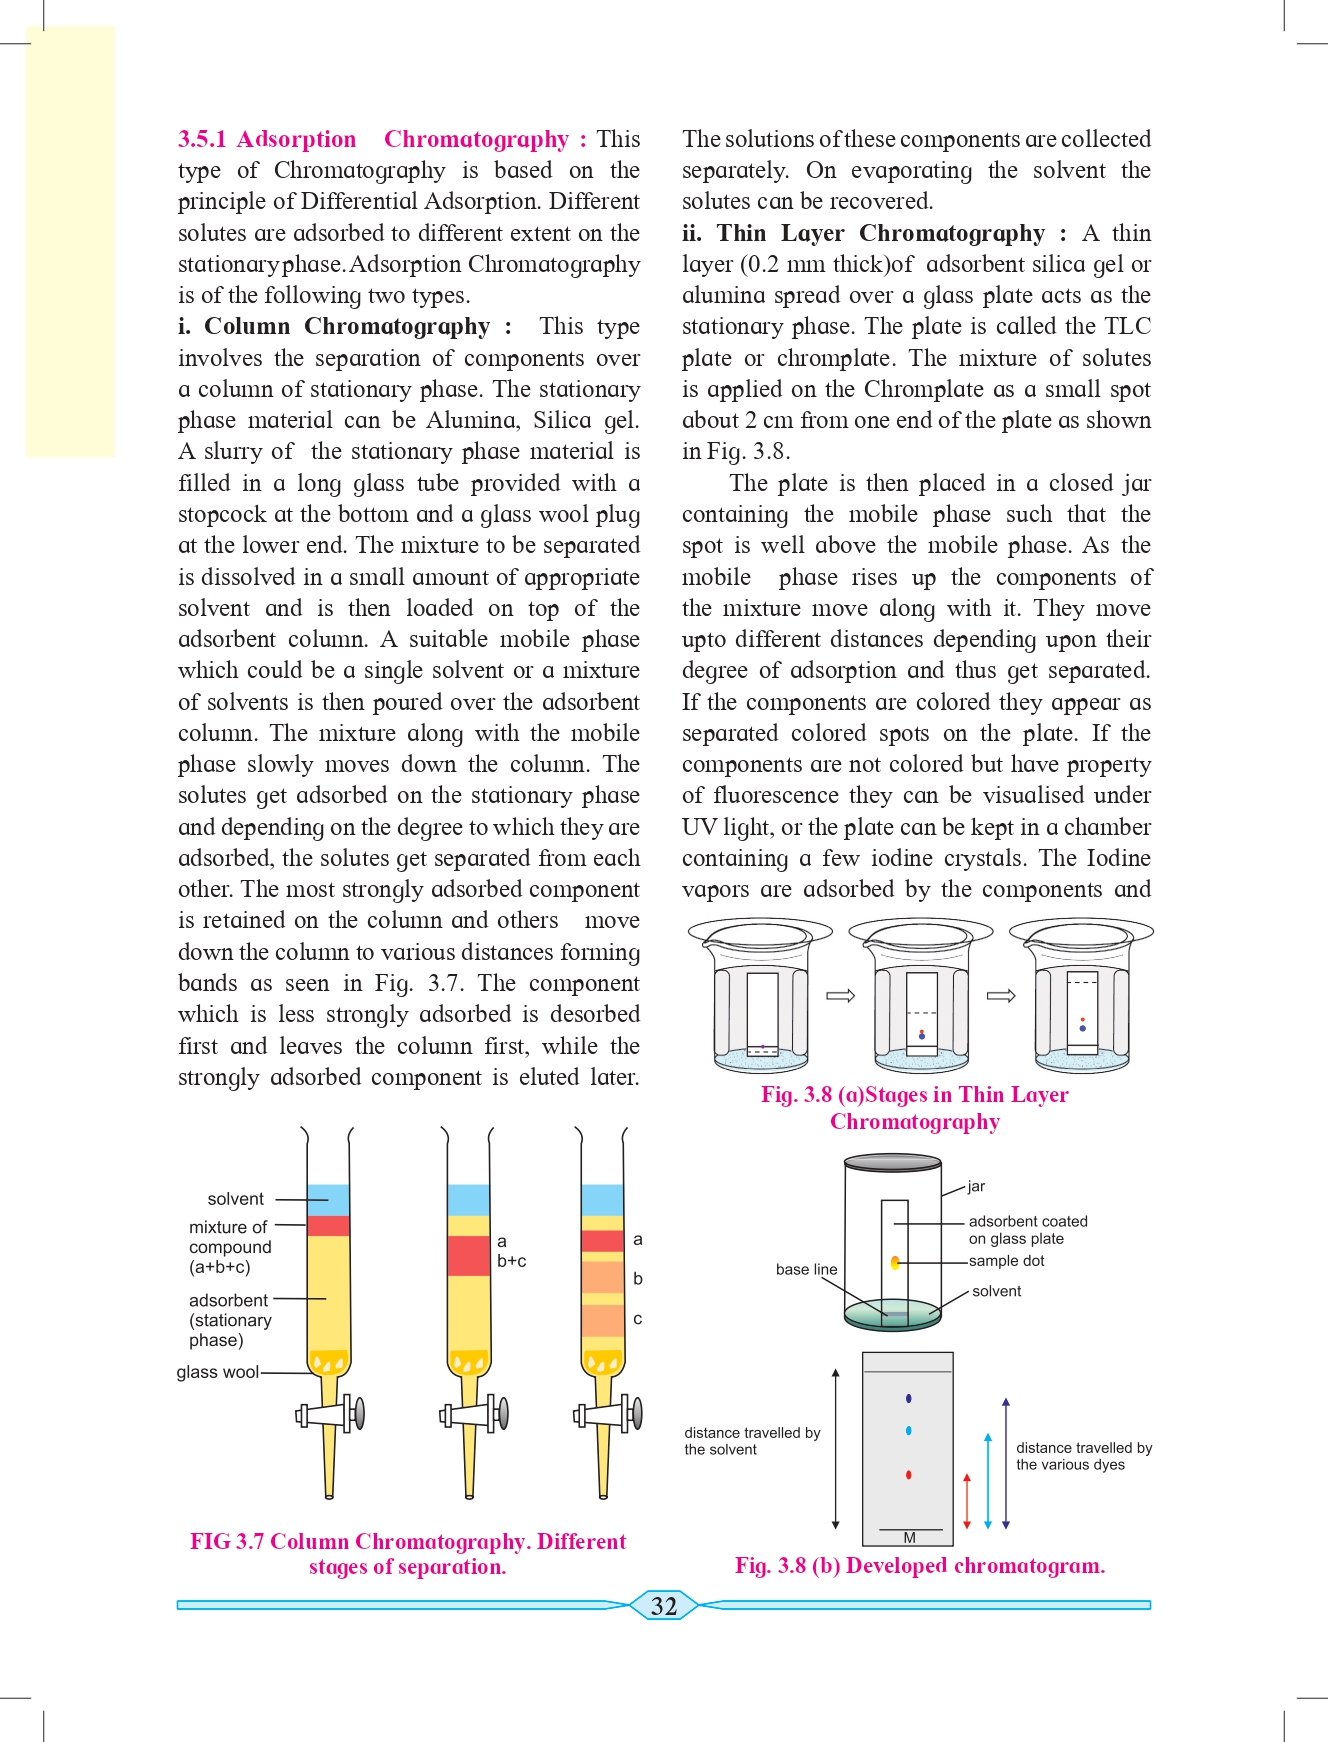 3.5.1 Adsorption Chromatography : This
type of Chromatography is based on the
principle of Differential Adsorption. Different
solutes are adsorbed to different extent on the
stationary phase. Adsorption Chromatography
is of the following two types.
i. Column Chromatography : This type
involves the separation of components over
a column of stationary phase. The stationary
phase material can be Alumina, Silica gel.
A slurry of the stationary phase material is
filled in a long glass tube provided with a
stopcock at the bottom and a glass wool plug
at the lower end. The mixture to be separated
is dissolved in a small amount of appropriate
solvent and is then loaded on top of the
adsorbent column. A suitable mobile phase
which could be a single solvent or a mixture
of solvents is then poured over the adsorbent
column. The mixture along with the mobile
phase slowly moves down the column. The
solutes get adsorbed on the stationary phase
and depending on the degree to which they are
adsorbed, the solutes get separated from each
other. The most strongly adsorbed component
is retained on the column and others move
down the column to various distances forming
bands as seen in Fig. 3.7. The component
which is less strongly adsorbed is desorbed
first and leaves the column first, while the
strongly adsorbed component is eluted later.
solvent
mixture of
compound
(a+b+c)
adsorbent
(stationary
phase)
glass wool
a
b+c
a
b
c
FIG 3.7 Column Chromatography. Different
stages of separation.
The solutions of these components are collected
separately. On evaporating the solvent the
solutes can be recovered.
ii. Thin Layer Chromatography : A thin
layer (0.2 mm thick)of adsorbent silica gel or
alumina spread over a glass plate acts as the
stationary phase. The plate is called the TLC
plate or chromplate. The mixture of solutes
is applied on the Chromplate as a small spot
about 2 cm from one end of the plate as shown
in Fig. 3.8.
The plate is then placed in a closed jar
containing the mobile phase such that the
spot is well above the mobile phase. As the
mobile phase rises up the components of
the mixture move along with it. They move
upto different distances depending upon their
degree of adsorption and thus get separated.
If the components are colored they appear as
separated colored spots on the plate. If the
components are not colored but have property
of fluorescence they can be visualised under
UV light, or the plate can be kept in a chamber
containing a few iodine crystals. The Iodine
vapors are adsorbed by the components and
Fig. 3.8 (a)Stages in Thin Layer
Chromatography
jar
adsorbent coated
on glass plate
sample dot
base line
solvent
distance travelled by
the solvent
distance travelled by
the various dyes
M
Fig. 3.8 (b) Developed chromatogram.
32